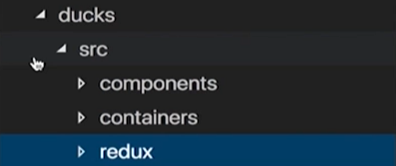 ducks
src
components
containers
redux